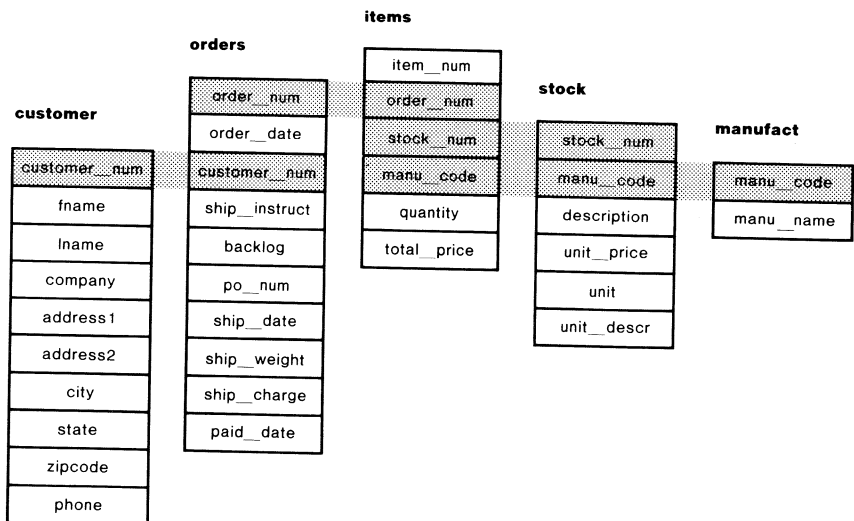 customer
customer__num
fname
lname
company
address1
address2
city
state
zipcode
phone
orders
order__num
order__date
customer__num
ship__instruct
backlog
po__num
ship__date
ship__weight
ship__charge
paid__date
items
item__num
order__num
stock__num
manu__code
quantity
total__price
stock
stock__num
manu__code
description
unit__price
unit
unit__descr
manufact
manu__code
manu__name